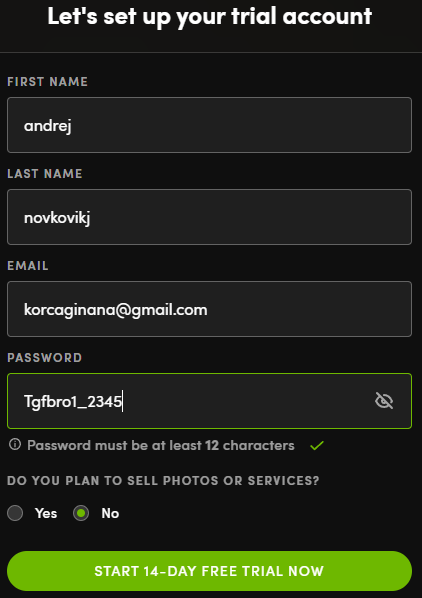 Let's set up your trial account
FIRST NAME
andrej
LAST NAME
novkovikj
EMAIL
korcaginana@gmail.com
PASSWORD
Tgfbro1_2345
Password must be at least 12 characters
DO YOU PLAN TO SELL PHOTOS OR SERVICES?
Yes No
START 14-DAY FREE TRIAL NOW